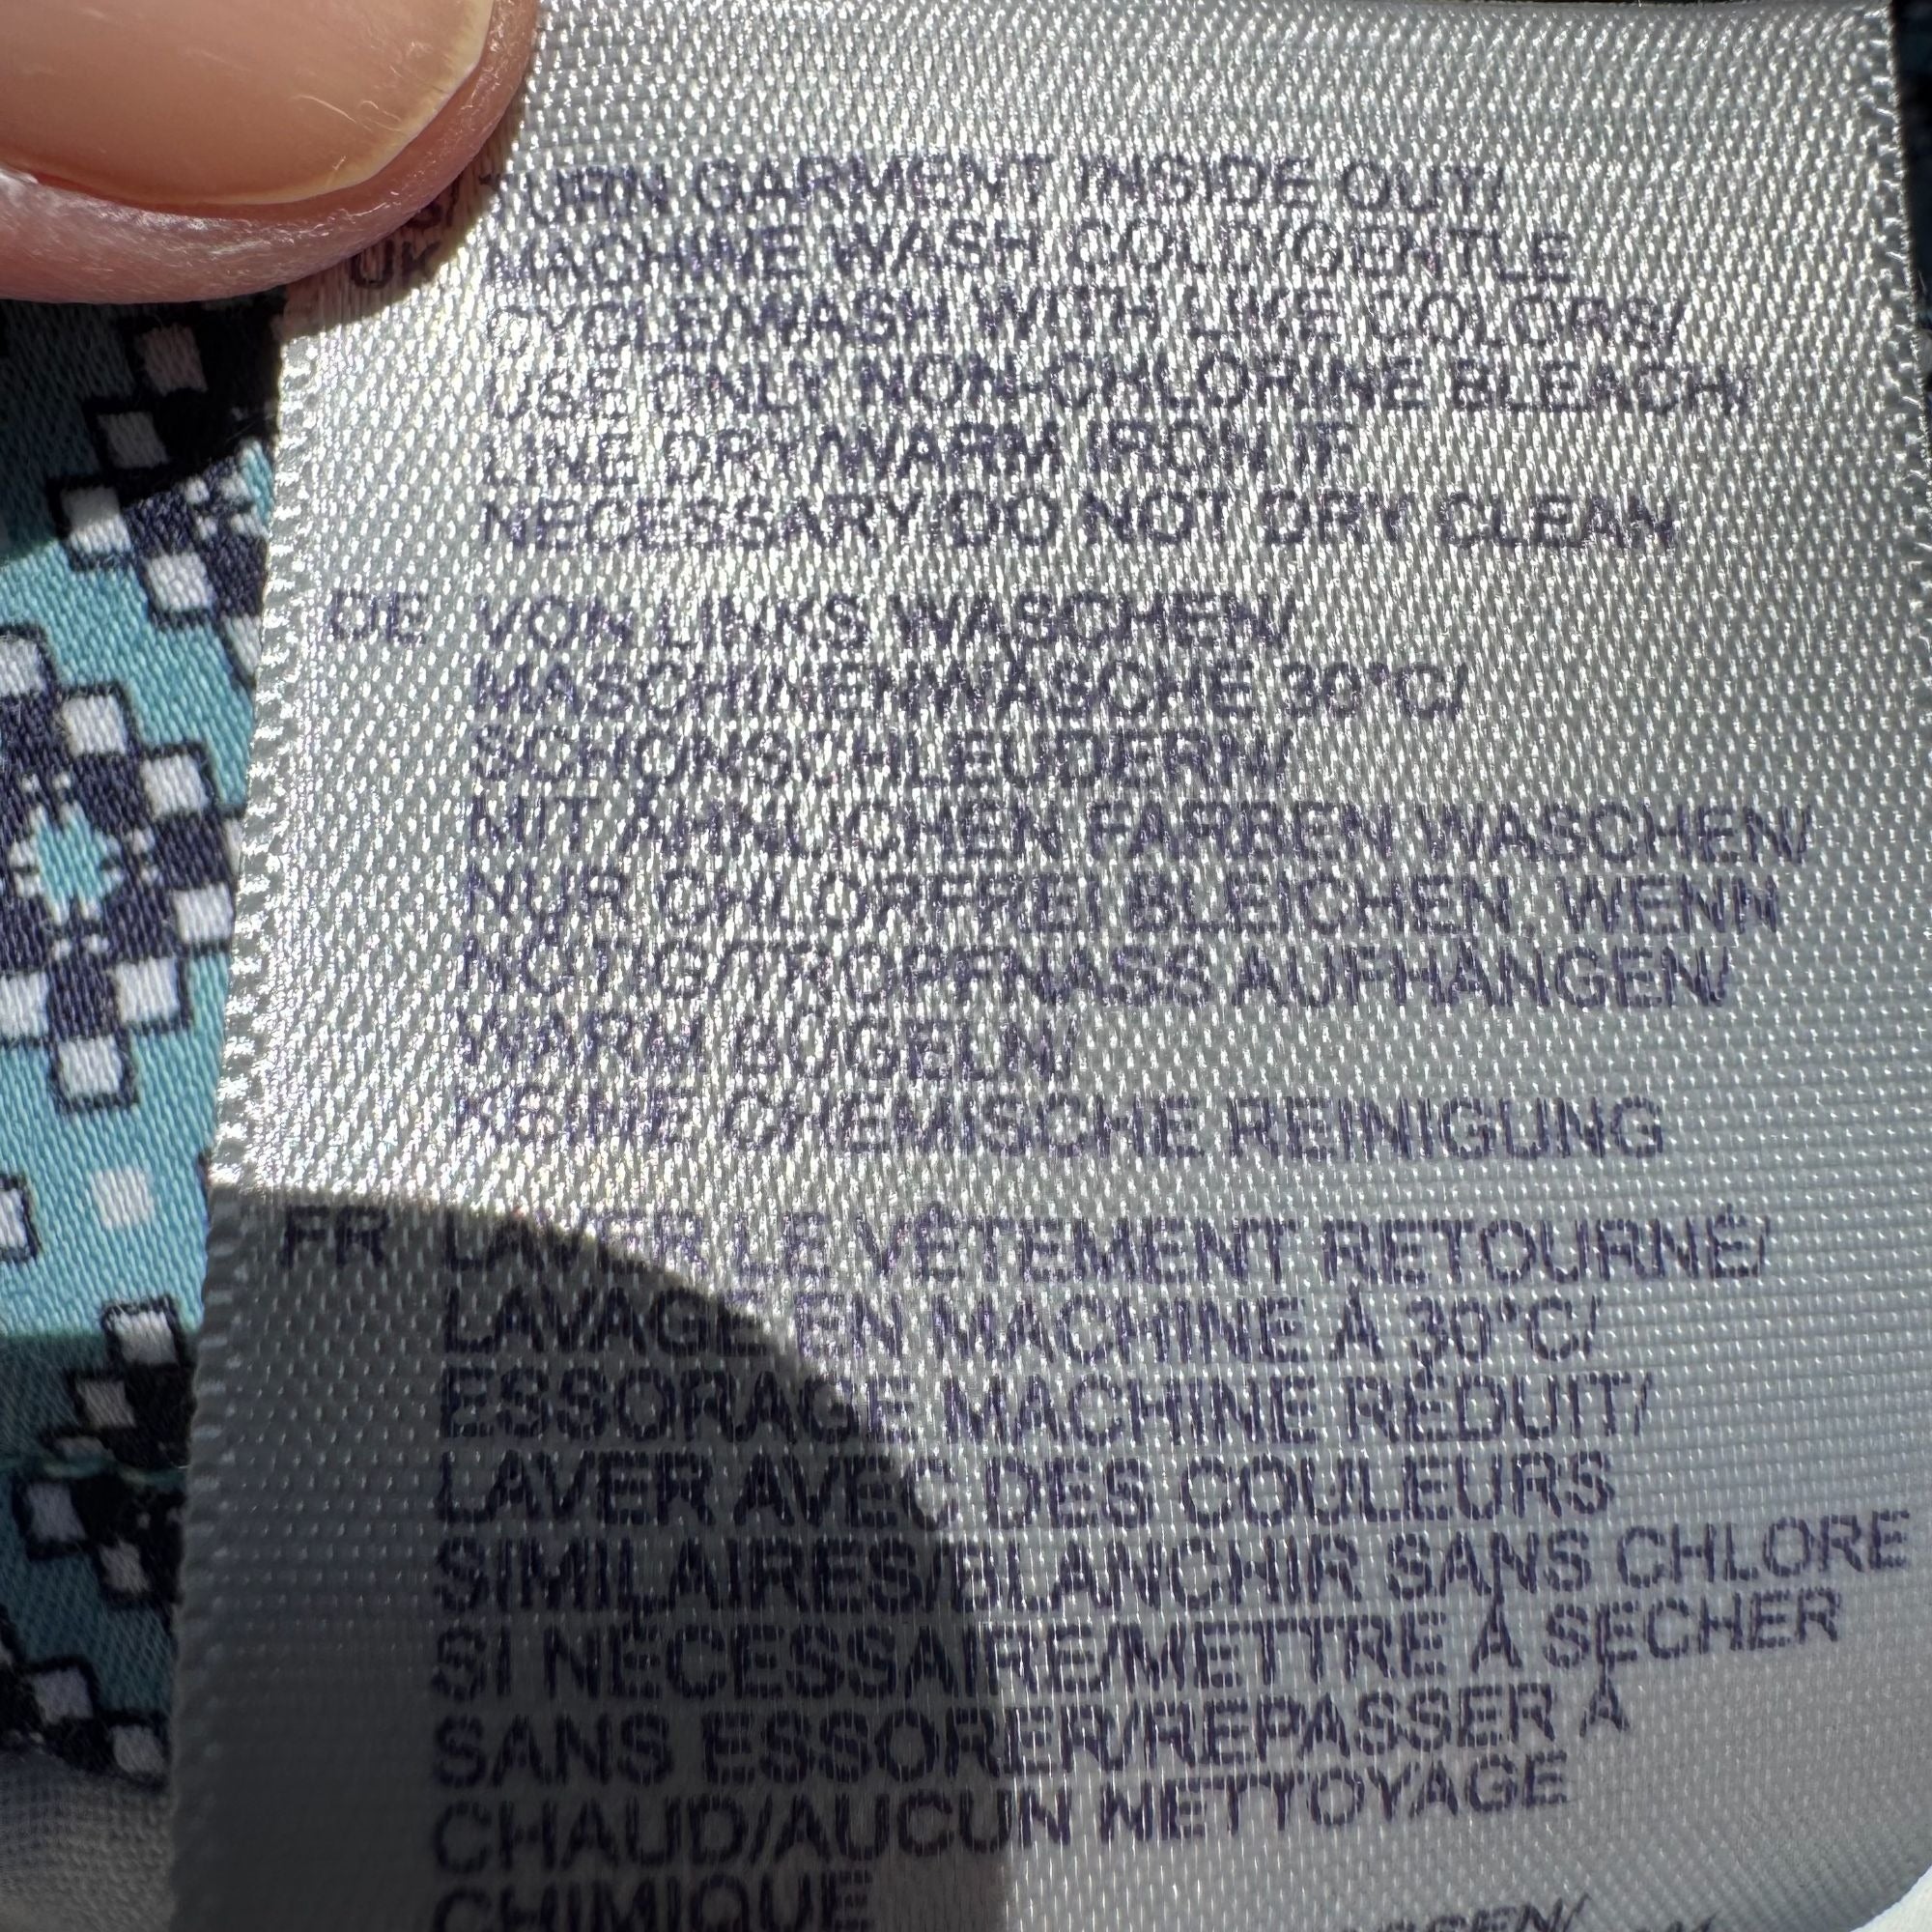 UK TURN GARMENT INSIDE OUT/
MACHINE WASH COLD/GENTLE
CYCLE/WASH WITH LIKE COLORS/
USE ONLY NON-CHLORINE BLEACH/
LINE DRY/WARM IRON IF
NECESSARY/DO NOT DRY CLEAN
DE VON LINKS WASCHEN/
MASCHINENWÄSCHE 30°C/
SCHONSCHLEUDERN/
MIT ÄHNLICHEN FARBEN WASCHEN/
NUR CHLORFREI BLEICHEN, WENN
NÖTIG/TROPFNASS AUFHÄNGEN/
WARM BÜGELN/
KEINE CHEMISCHE REINIGUNG
FR LAVER LE VÊTEMENT RETOURNÉ/
LAVAGE EN MACHINE À 30°C/
ESSORAGE MACHINE RÉDUIT/
LAVER AVEC DES COULEURS
SIMILAIRES/BLANCHIR SANS CHLORE
SI NÉCESSAIRE/METTRE À SÉCHER
SANS ESSORER/REPASSER À
CHAUD/AUCUN NETTOYAGE
CHIMIQUE